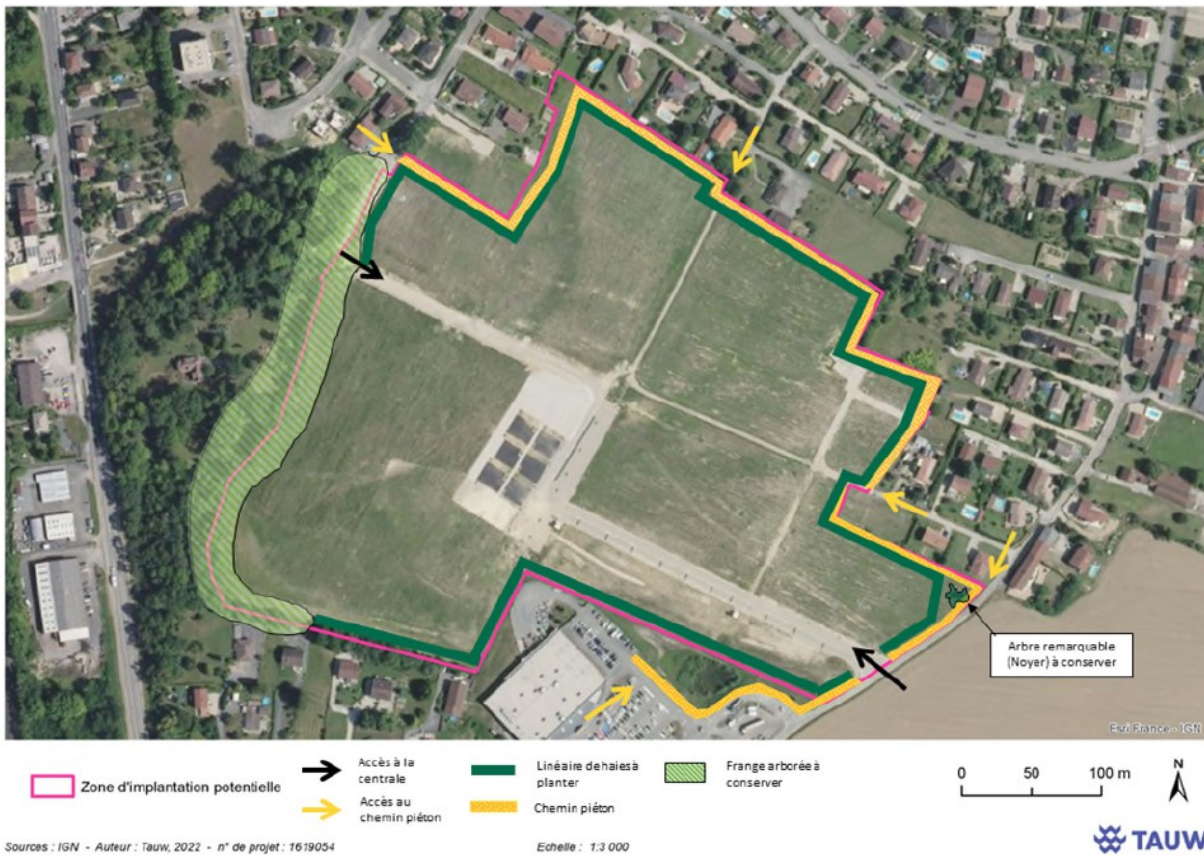 Arbre remarquable
(Noyer) à conserver
Esri France - IGN
Zone d'implantation potentielle
Accès à la
centrale
Accès au
chemin piéton
Linéaire de haies à
planter
Chemin piéton
Frange arborée à
conserver
0 50 100 m
N
Sources : IGN - Auteur : Tauw, 2022 - n° de projet : 1619054
Echelle : 1:3 000
TAUW